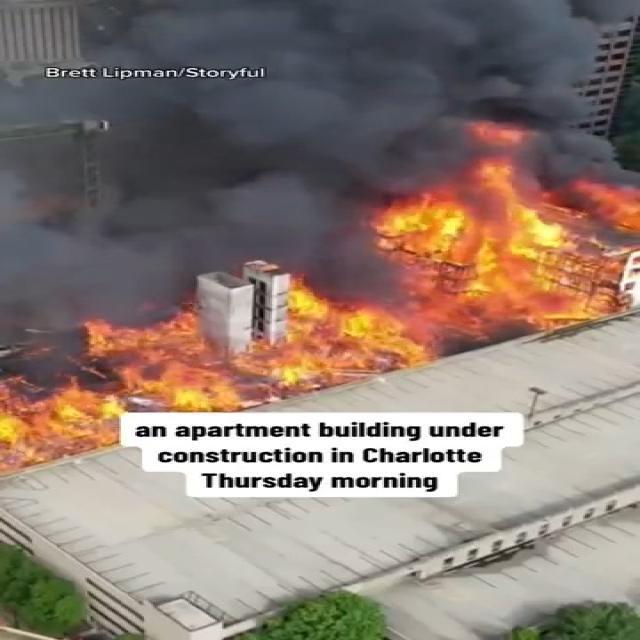 Brett Lipman/Storyful
an apartment building under
construction in Charlotte
Thursday morning